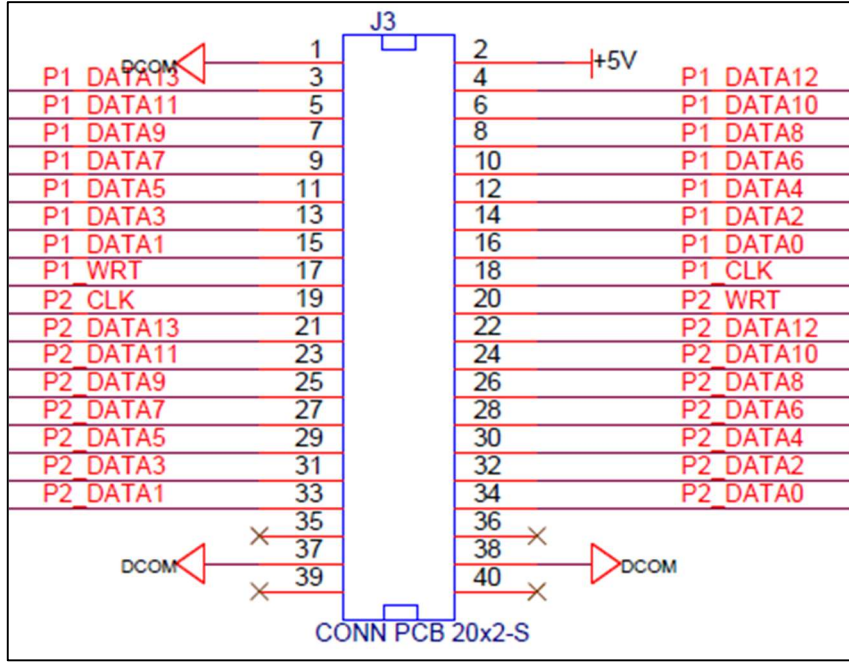 J3
DCOM 1 2 +5V
P1_DATA13 3 4 P1_DATA12
P1_DATA11 5 6 P1_DATA10
P1_DATA9 7 8 P1_DATA8
P1_DATA7 9 10 P1_DATA6
P1_DATA5 11 12 P1_DATA4
P1_DATA3 13 14 P1_DATA2
P1_DATA1 15 16 P1_DATA0
P1_WRT 17 18 P1_CLK
P2_CLK 19 20 P2_WRT
P2_DATA13 21 22 P2_DATA12
P2_DATA11 23 24 P2_DATA10
P2_DATA9 25 26 P2_DATA8
P2_DATA7 27 28 P2_DATA6
P2_DATA5 29 30 P2_DATA4
P2_DATA3 31 32 P2_DATA2
P2_DATA1 33 34 P2_DATA0
35 36
DCOM 37 38 DCOM
39 40
CONN PCB 20x2-S